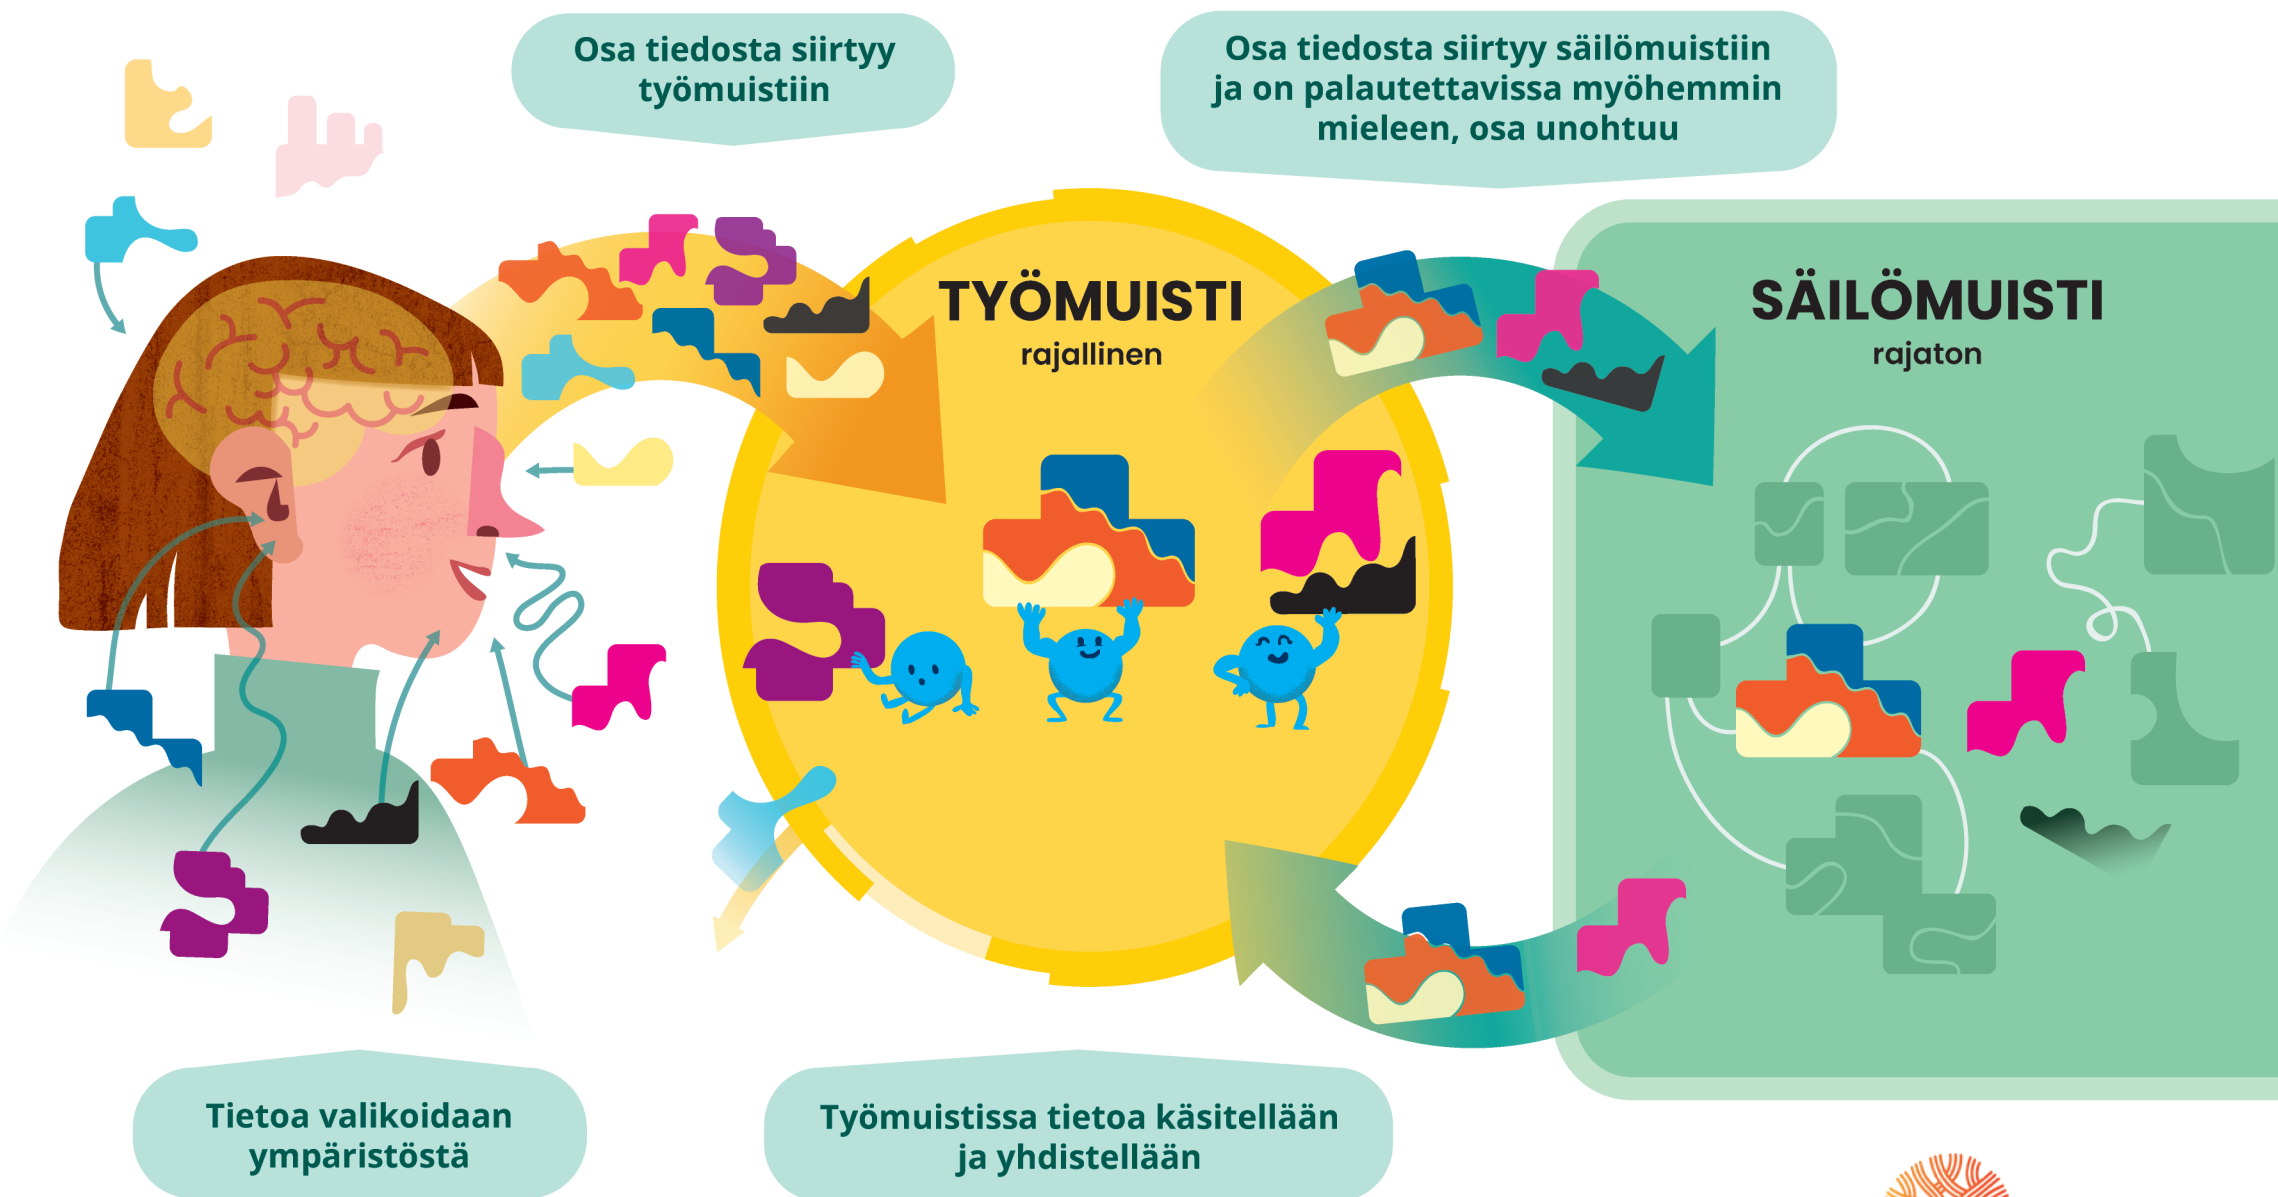 Osa tiedosta siirtyy
työmuistiin
Osa tiedosta siirtyy säilömuistiin
ja on palautettavissa myöhemmin
mieleen, osa unohtuu
TYÖMUISTI
rajallinen
SÄILÖMUISTI
rajaton
Tietoa valikoidaan
ympäristöstä
Työmuistissa tietoa käsitellään
ja yhdistellään